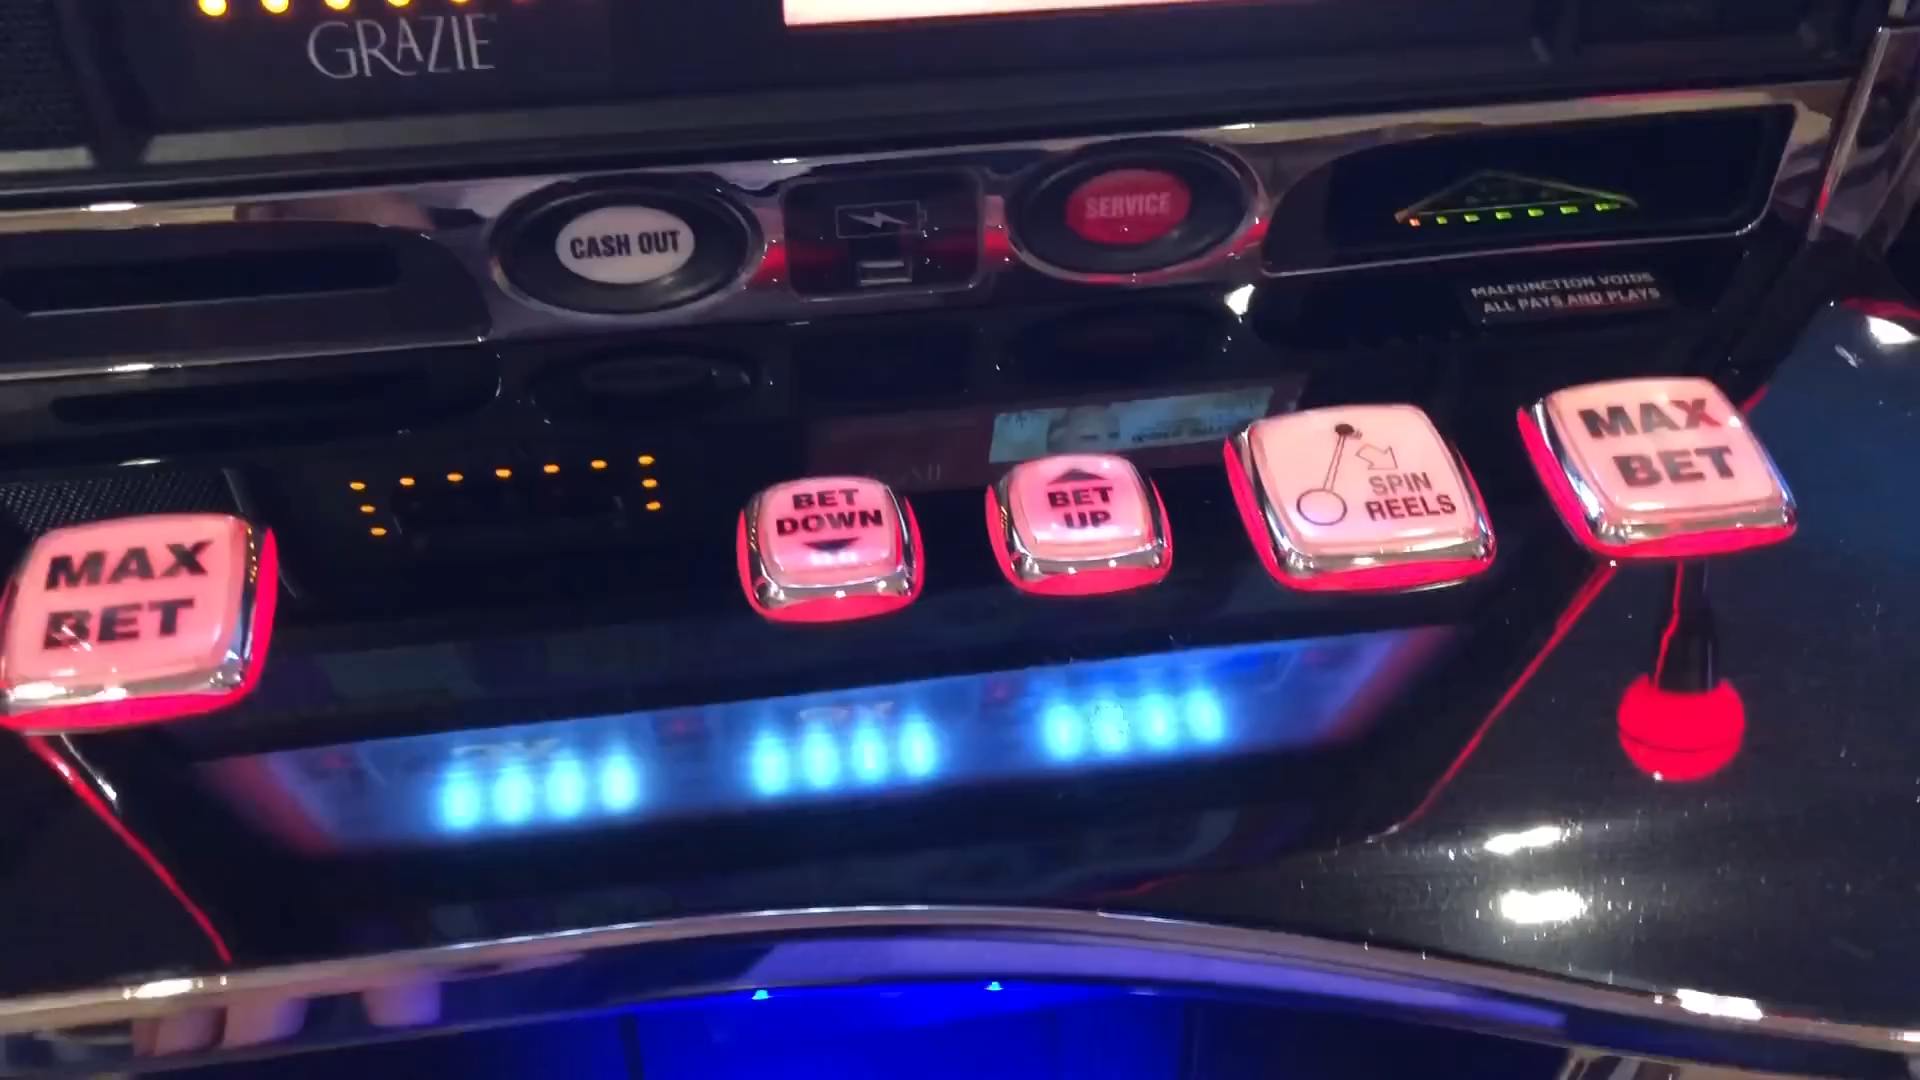 GRAZIE
CASH OUT
SERVICE
MALFUNCTION VOIDS
ALL PAYS AND PLAYS
MAX
BET
BET
DOWN
BET
UP
SPIN
REELS
MAX
BET